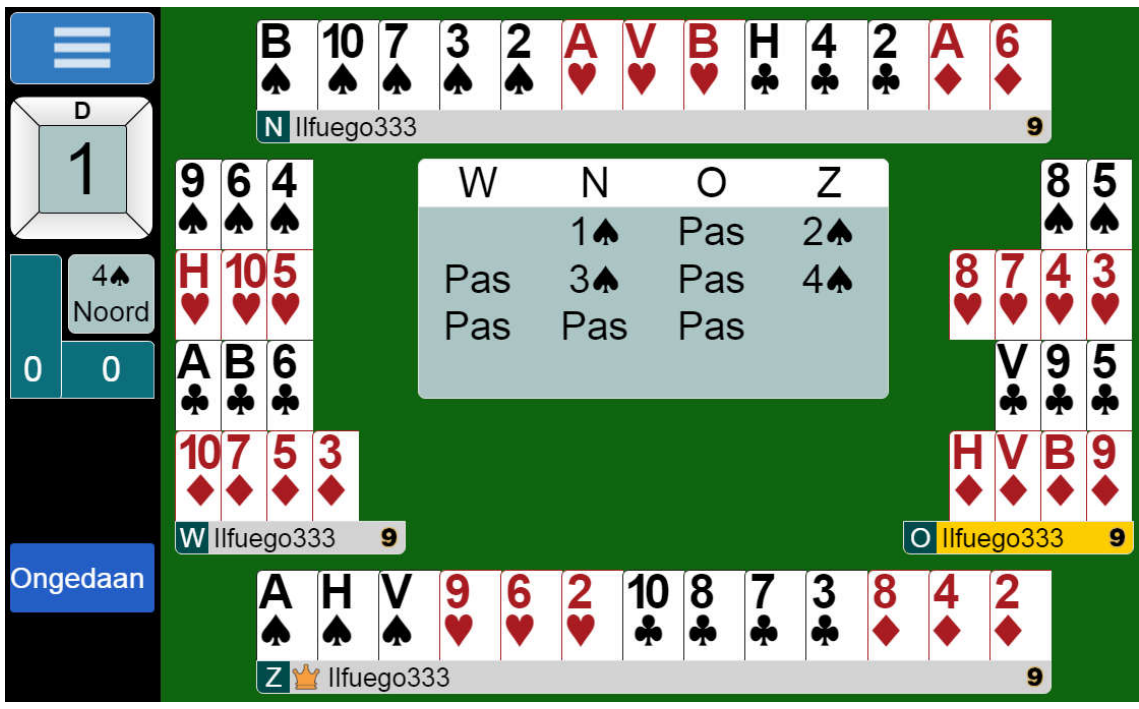 B♠ 10♠ 7♠ 3♠ 2♠ A♥ V♥ B♥ H♣ 4♣ 2♣ A♦ 6♦
N Ilfuego333 9
D
1
4♠
Noord
0 0
Ongedaan
9♠ 6♠ 4♠
H♥ 10♥ 5♥
A♣ B♣ 6♣
10♦ 7♦ 5♦ 3♦
W Ilfuego333 9
W N O Z
1♠ Pas 2♠
Pas 3♠ Pas 4♠
Pas Pas Pas
8♠ 5♠
8♥ 7♥ 4♥ 3♥
V♣ 9♣ 5♣
H♦ V♦ B♦ 9♦
O Ilfuego333 9
A♠ H♠ V♠ 9♥ 6♥ 2♥ 10♣ 8♣ 7♣ 3♣ 8♦ 4♦ 2♦
Z Ilfuego333 9